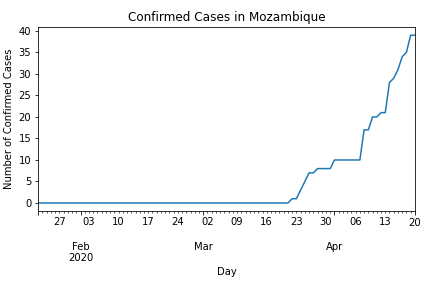 Confirmed Cases in Mozambique
Number of Confirmed Cases
40
35
30
25
20
15
10
5
0
27 03 10 17 24 02 09 16 23 30 06 13 20
Feb Mar Apr
2020
Day